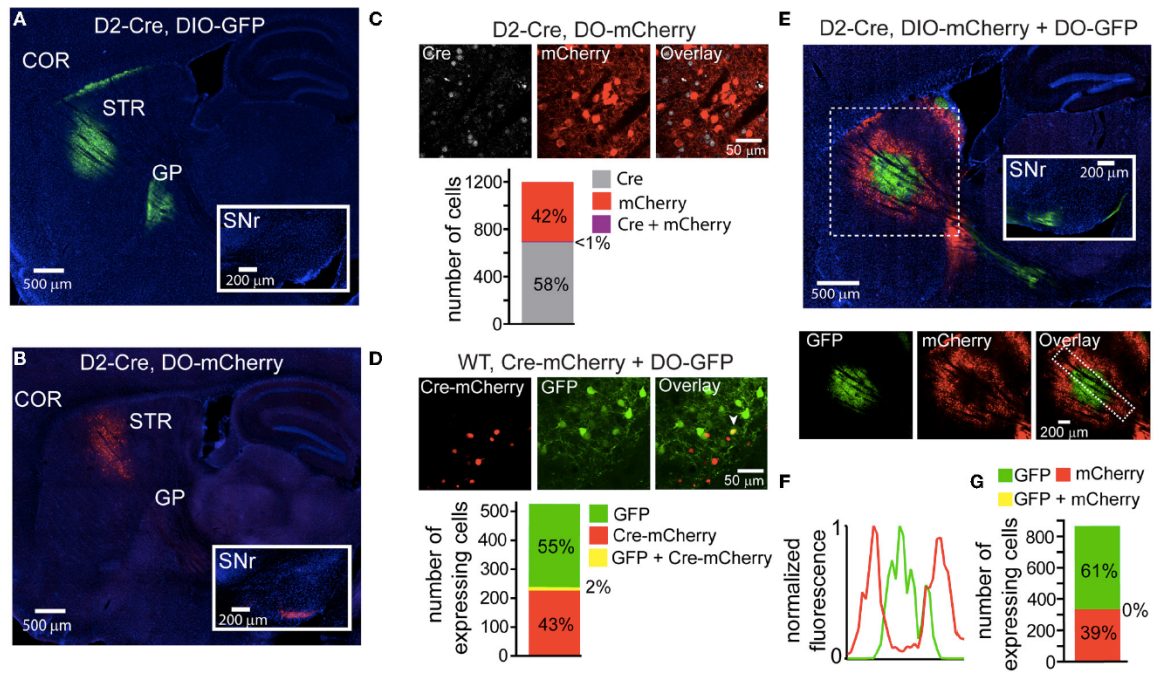 A
D2-Cre, DIO-GFP
COR
STR
GP
SNr
200 µm
500 µm
B
D2-Cre, DO-mCherry
COR
STR
GP
SNr
200 µm
500 µm
C
D2-Cre, DO-mCherry
Cre
mCherry
Overlay
50 µm
number of cells
1200
800
400
0
42%
58%
<1%
Cre
mCherry
Cre + mCherry
D
WT, Cre-mCherry + DO-GFP
Cre-mCherry
GFP
Overlay
50 µm
number of
expressing cells
500
400
300
200
100
0
55%
2%
43%
GFP
Cre-mCherry
GFP + Cre-mCherry
E
D2-Cre, DIO-mCherry + DO-GFP
SNr
200 µm
500 µm
GFP
mCherry
Overlay
200 µm
F
normalized
fluorescence
1
0
G
GFP
mCherry
GFP + mCherry
number of
expressing cells
800
600
400
200
0
61%
0%
39%